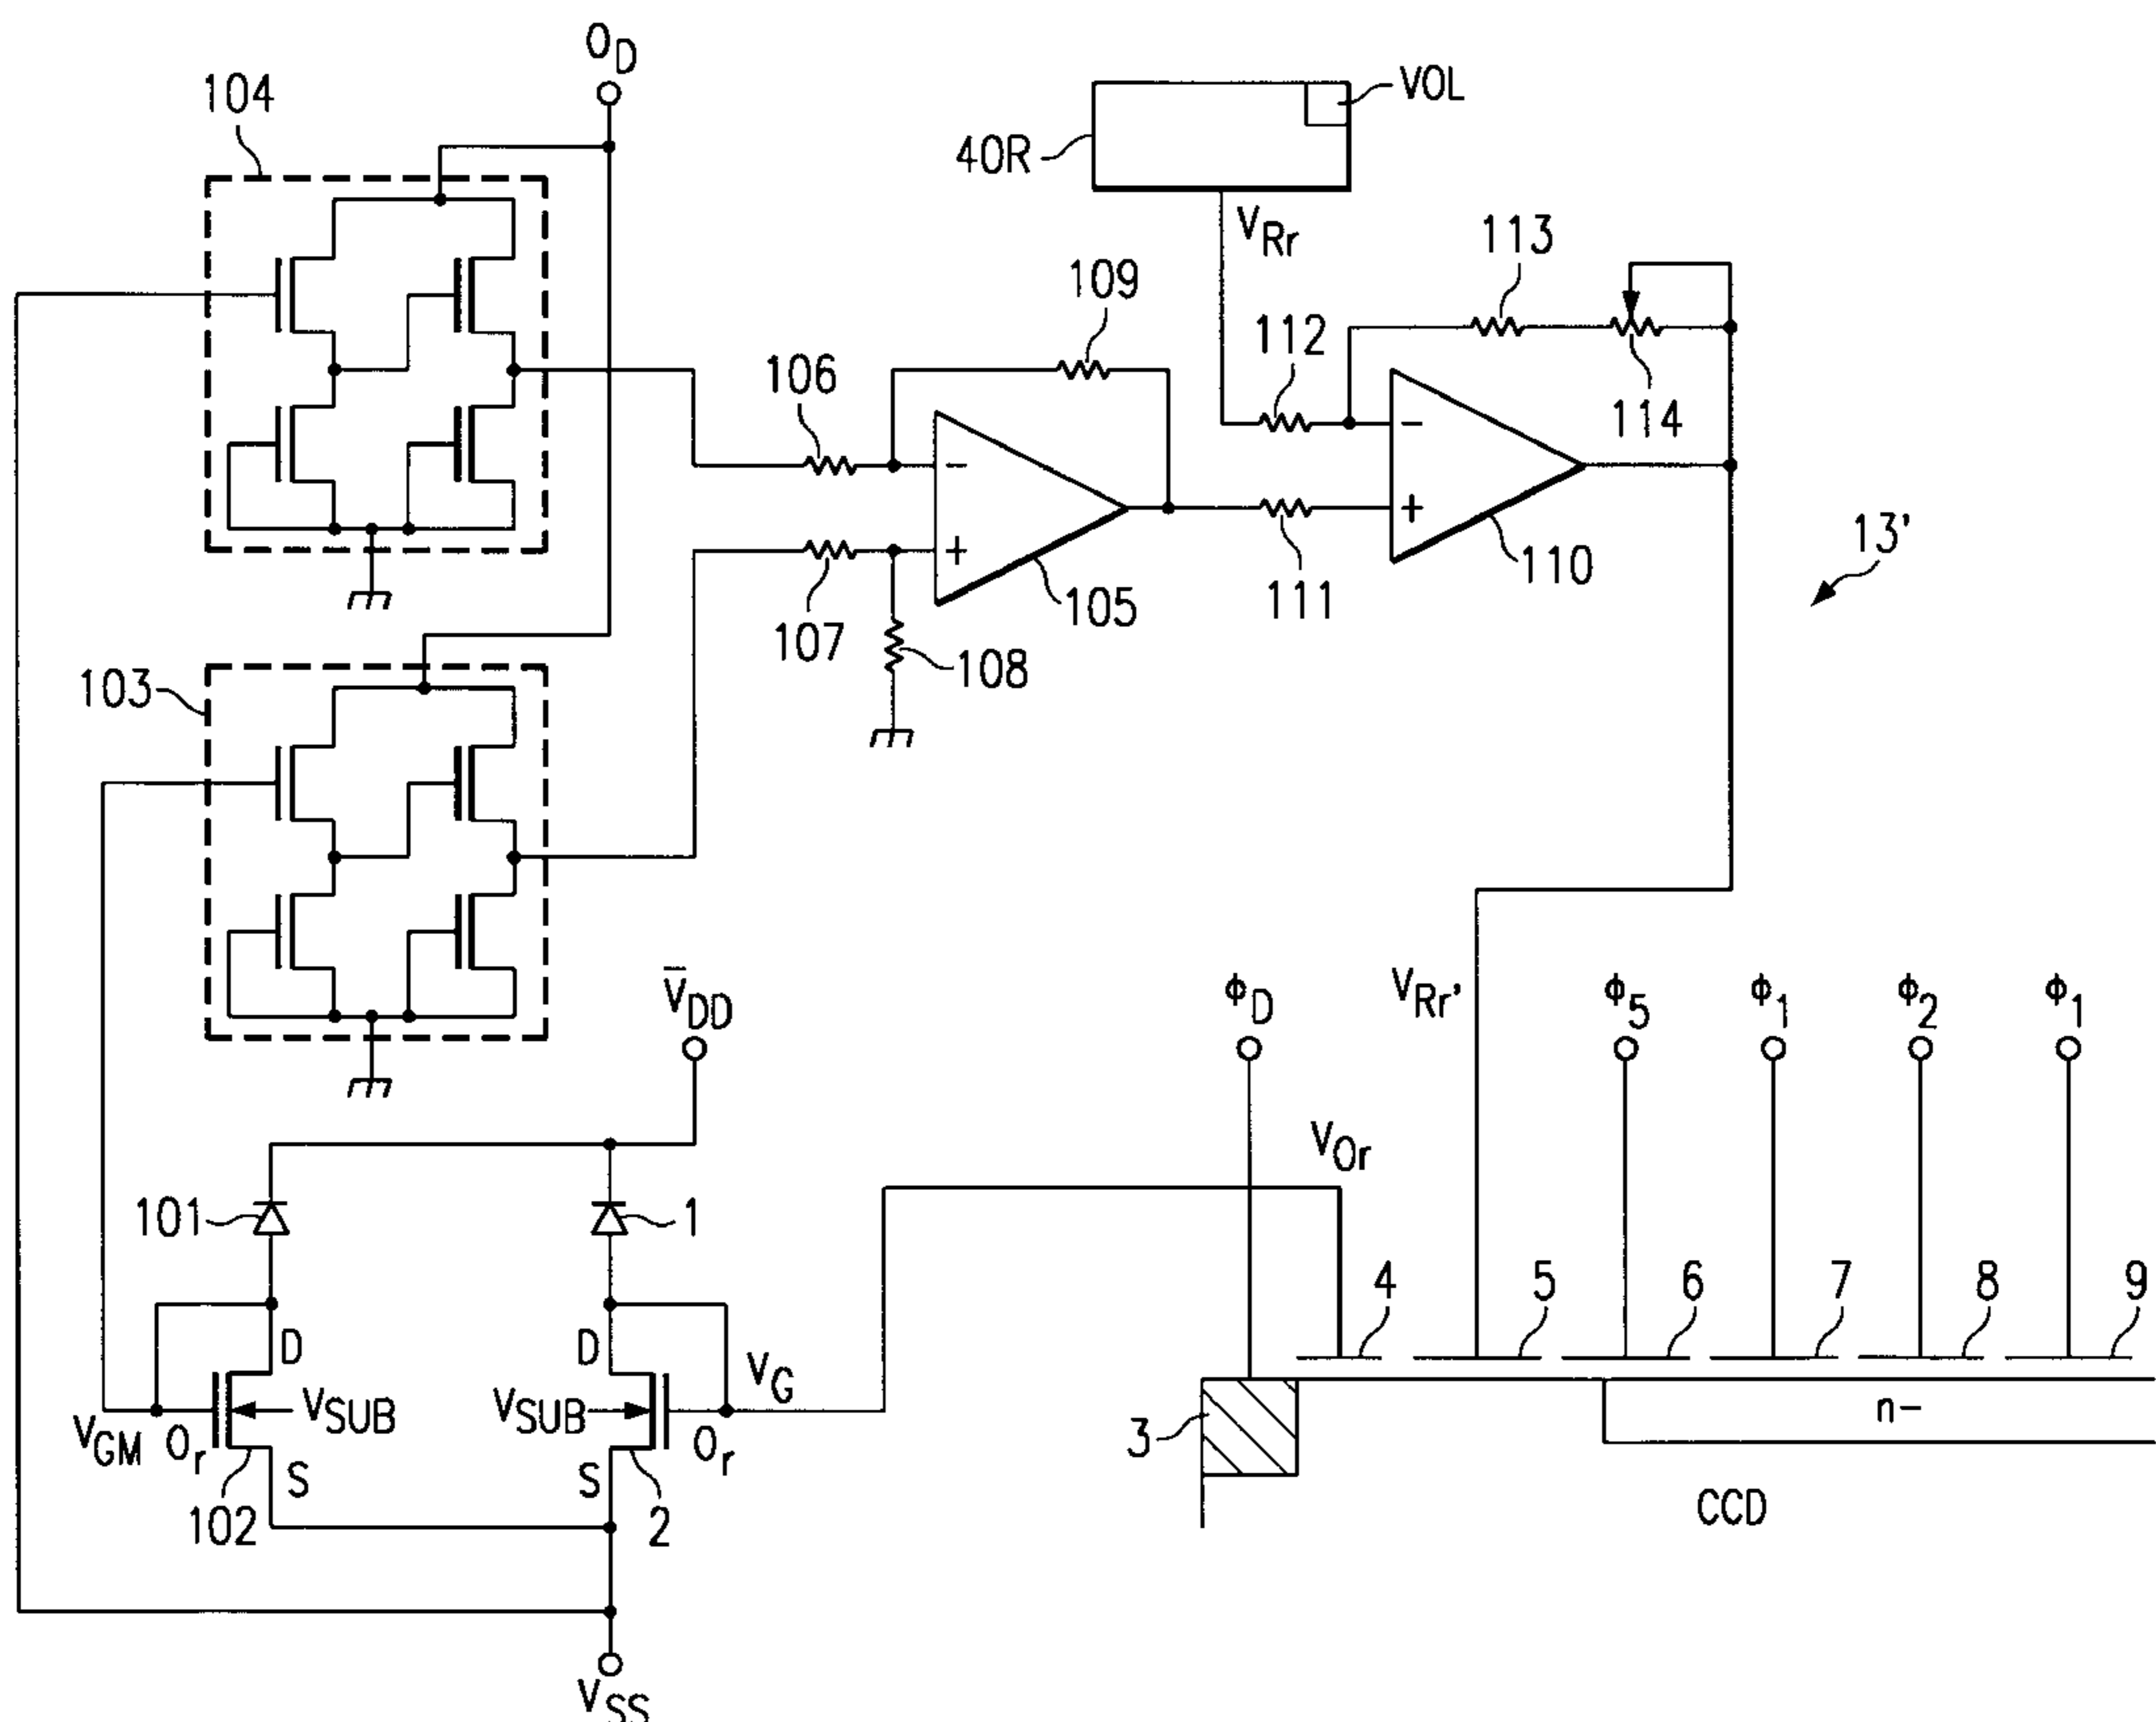 O_D
104
VOL
40R
V_Rr
113
109
112
106
114
-
-
+
+
110
13'
111
105
107
108
103
V̄_DD
ϕ_D
V_Rr'
ϕ_5
ϕ_1
ϕ_2
ϕ_1
V_Or
101
1
4
5
6
7
8
9
D
D
V_G
V_SUB
V_SUB
V_GM
O_r
O_r
3
n-
S
S
102
2
CCD
V_SS